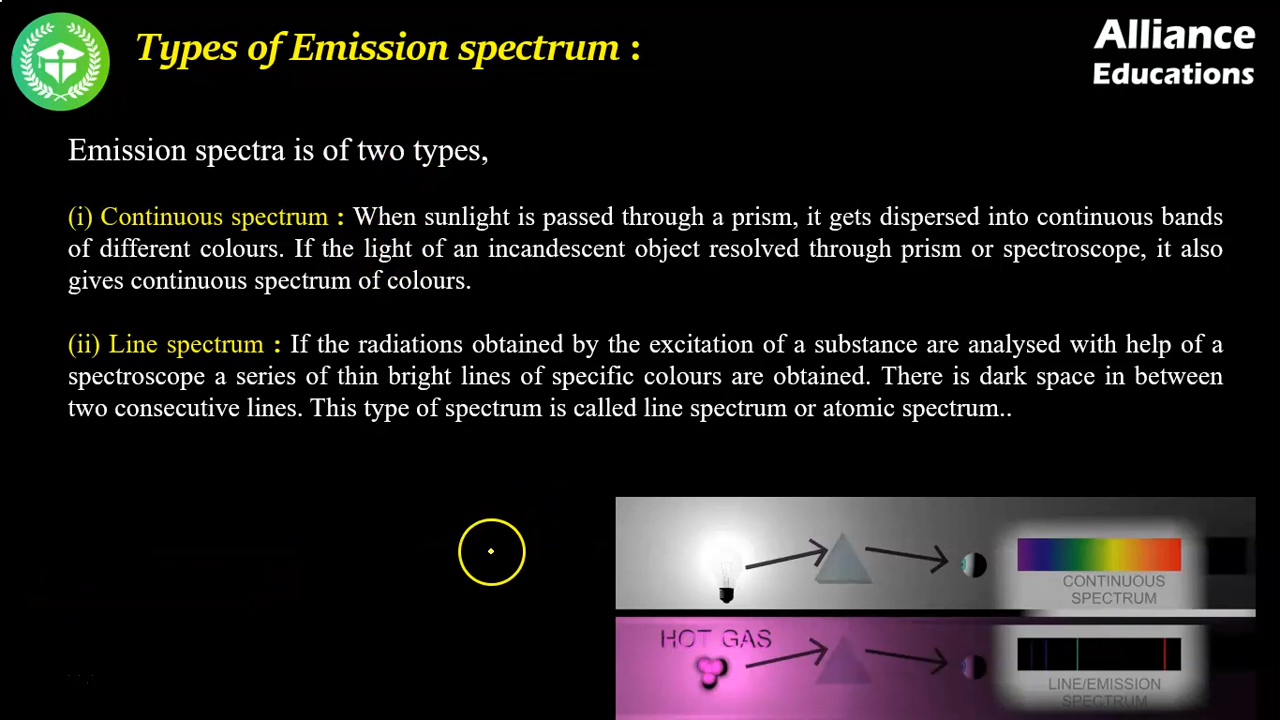 Types of Emission spectrum :
Alliance
Educations
Emission spectra is of two types,
(i) Continuous spectrum : When sunlight is passed through a prism, it gets dispersed into continuous bands
of different colours. If the light of an incandescent object resolved through prism or spectroscope, it also
gives continuous spectrum of colours.
(ii) Line spectrum : If the radiations obtained by the excitation of a substance are analysed with help of a
spectroscope a series of thin bright lines of specific colours are obtained. There is dark space in between
two consecutive lines. This type of spectrum is called line spectrum or atomic spectrum..
CONTINUOUS
SPECTRUM
HOT GAS
LINE/EMISSION
SPECTRUM